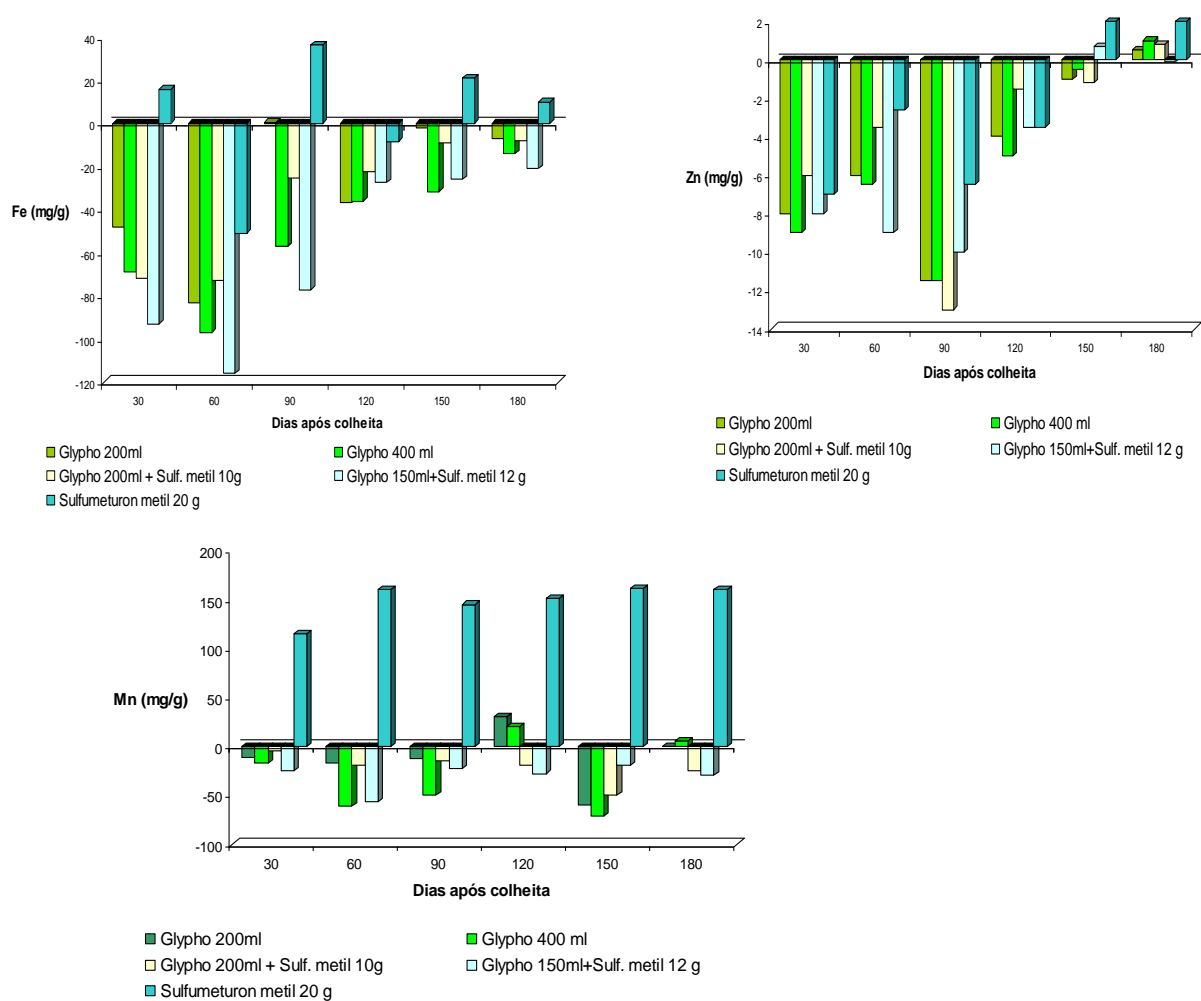 40
20
0
-20
-40
-60
-80
-100
-120
Fe (mg/g)
30 60 90 120 150 180
Dias após colheita
Glypho 200ml Glypho 400 ml
Glypho 200ml + Sulf. metil 10g Glypho 150ml+Sulf. metil 12 g
Sulfumeturon metil 20 g
2
0
-2
-4
-6
-8
-10
-12
-14
Zn (mg/g)
30 60 90 120 150 180
Dias após colheita
Glypho 200ml Glypho 400 ml
Glypho 200ml + Sulf. metil 10g Glypho 150ml+Sulf. metil 12 g
Sulfumeturon metil 20 g
200
150
100
50
0
-50
-100
Mn (mg/g)
30 60 90 120 150 180
Dias após colheita
Glypho 200ml Glypho 400 ml
Glypho 200ml + Sulf. metil 10g Glypho 150ml+Sulf. metil 12 g
Sulfumeturon metil 20 g